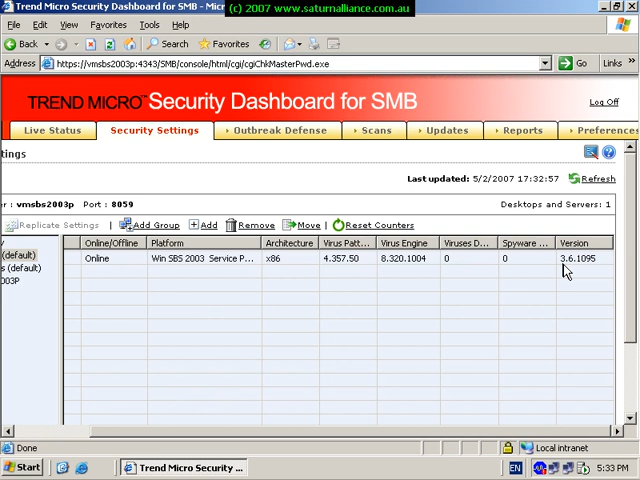 Trend Micro Security Dashboard for SMB - Micr
(c) 2007 www.saturnalliance.com.au
File Edit View Favorites Tools Help
Back Search Favorites
Address https://vmsbs2003p:4343/SMB/console/html/cgi/cgiChkMasterPwd.exe Go Links »
TREND MICRO™ Security Dashboard for SMB
Log Off
Live Status Security Settings Outbreak Defense Scans Updates Reports Preferences
tings
Last updated: 5/2/2007 17:32:57 Refresh
er : vmsbs2003p Port : 8059 Desktops and Servers: 1
Replicate Settings Add Group Add Remove Move Reset Counters
y Online/Offline Platform Architecture Virus Patt... Virus Engine Viruses D... Spyware ... Version
(default) Online Win SBS 2003 Service P... x86 4.357.50 8.320.1004 0 0 3.6.1095
s (default)
003P
Done Local intranet
Start Trend Micro Security ... EN 5:33 PM